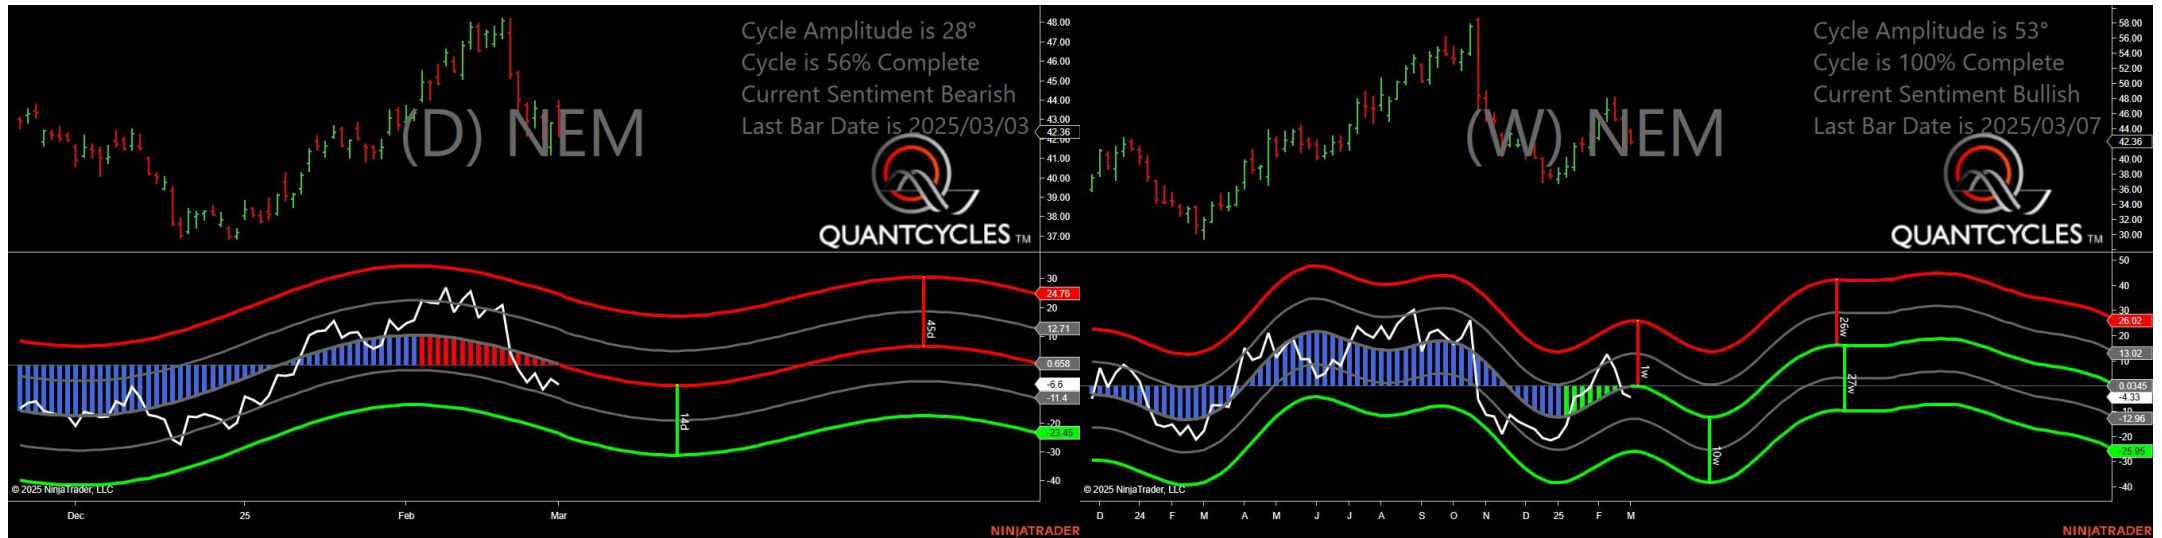 Cycle Amplitude is 28°
Cycle is 56% Complete
Current Sentiment Bearish
Last Bar Date is 2025/03/03
(D) NEM
QUANTCYCLES TM
48.00
47.00
46.00
45.00
44.00
43.00
42.36
41.00
40.00
39.00
38.00
37.00
30
24.76
20
12.71
10
0.658
-6.6
-11.4
-20
-23.45
-30
-40
45d
14d
© 2025 NinjaTrader, LLC
Dec 25 Feb Mar
NINJATRADER
Cycle Amplitude is 53°
Cycle is 100% Complete
Current Sentiment Bullish
Last Bar Date is 2025/03/07
(W) NEM
QUANTCYCLES TM
58.00
56.00
54.00
52.00
50.00
48.00
46.00
44.00
42.36
40.00
38.00
36.00
34.00
32.00
30.00
50
40
30
26.02
20
13.02
10
0.0345
-4.33
-10
-12.96
-20
-25.95
-30
-40
1w
10w
26w
27w
© 2025 NinjaTrader, LLC
D 24 F M A M J J A S O N D 25 F M
NINJATRADER